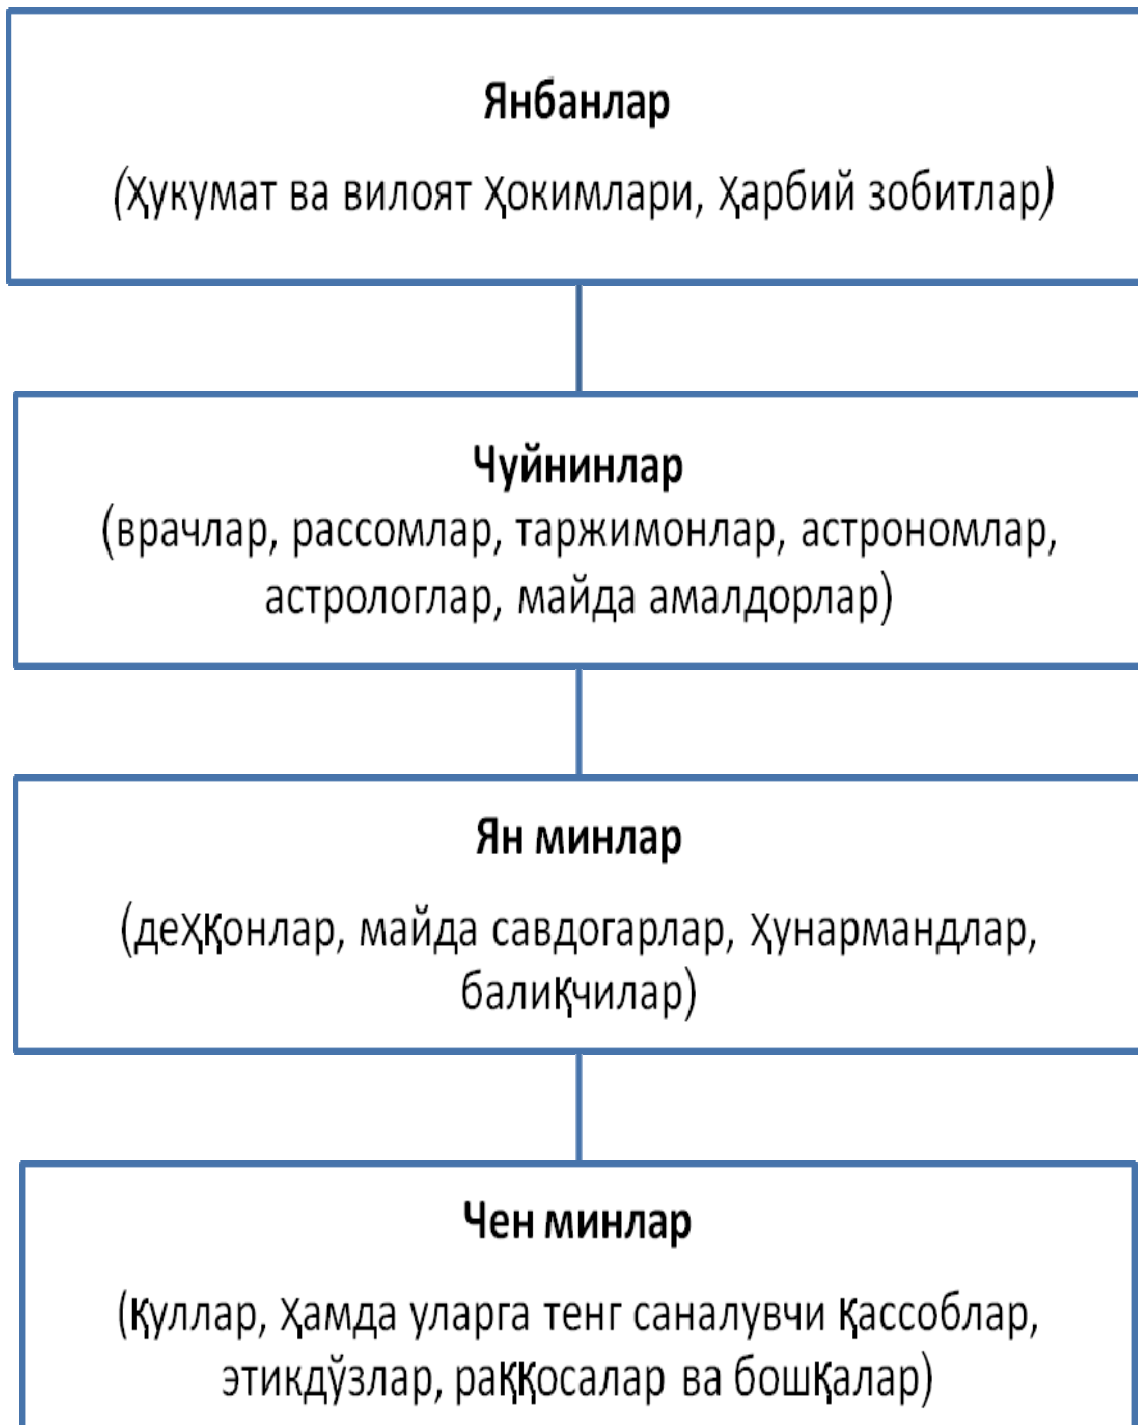 Янбанлар
(Ҳукумат ва вилоят Ҳокимлари, Ҳарбий зобитлар)
Чуйнинлар
(врачлар, рассомлар, таржимонлар, астрономлар,
астрологлар, майда амалдорлар)
Ян минлар
(деҲҚонлар, майда савдогарлар, Ҳунармандлар,
балиҚчилар)
Чен минлар
(Қуллар, Ҳамда уларга тенг саналувчи Қассоблар,
этикдўзлар, раҚҚосалар ва бошҚалар)